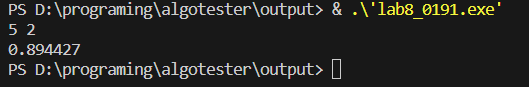 PS D:\programing\algotester\output> & .\'lab8_0191.exe'
5 2
0.894427
PS D:\programing\algotester\output>